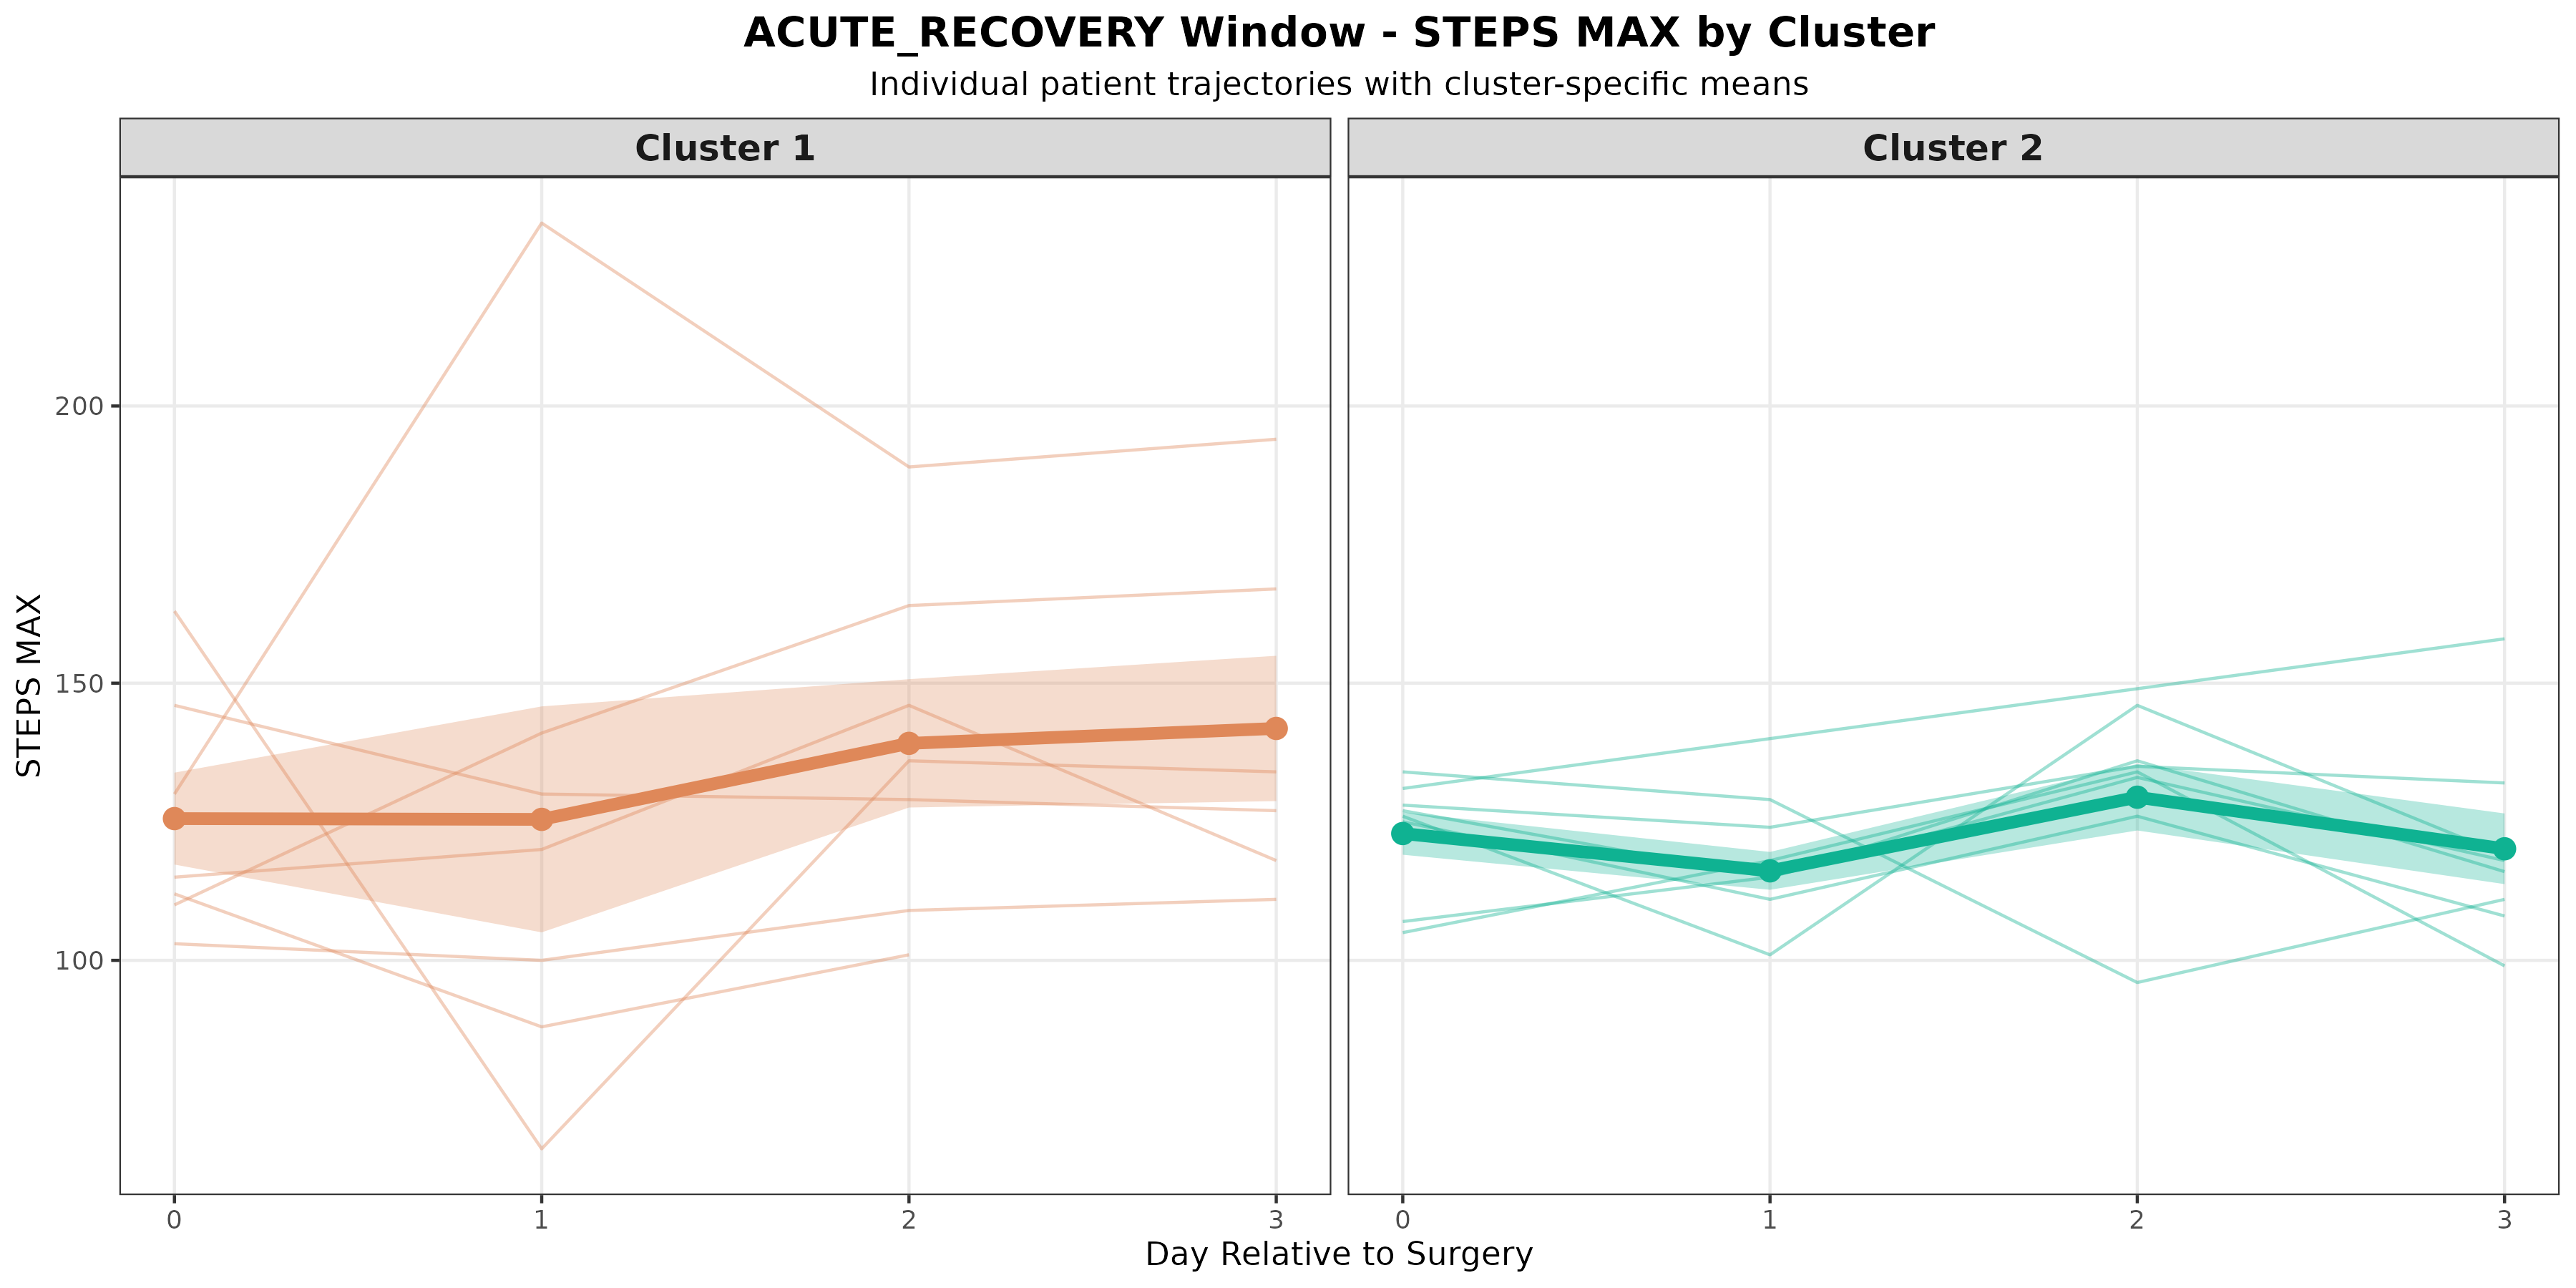 ACUTE_RECOVERY Window - STEPS MAX by Cluster
Individual patient trajectories with cluster-specific means
Cluster 1
Cluster 2
STEPS MAX
200
150
100
0
1
2
3
0
1
2
3
Day Relative to Surgery